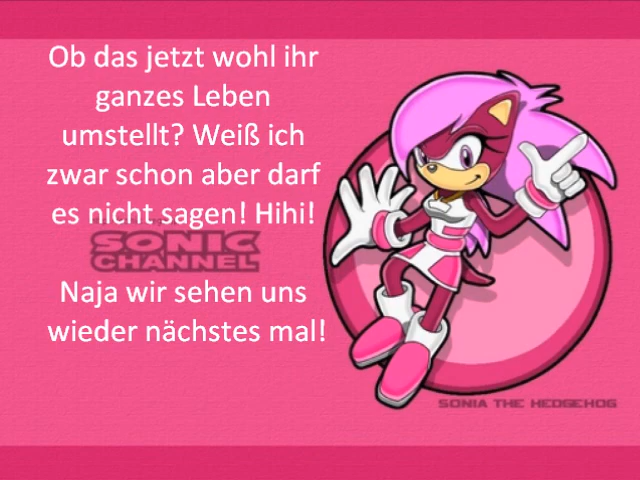 Ob das jetzt wohl ihr
ganzes Leben
umstellt? Weiß ich
zwar schon aber darf
es nicht sagen! Hihi!
SONIC
CHANNEL
Naja wir sehen uns
wieder nächstes mal!
SONIA THE HEDGEHOG